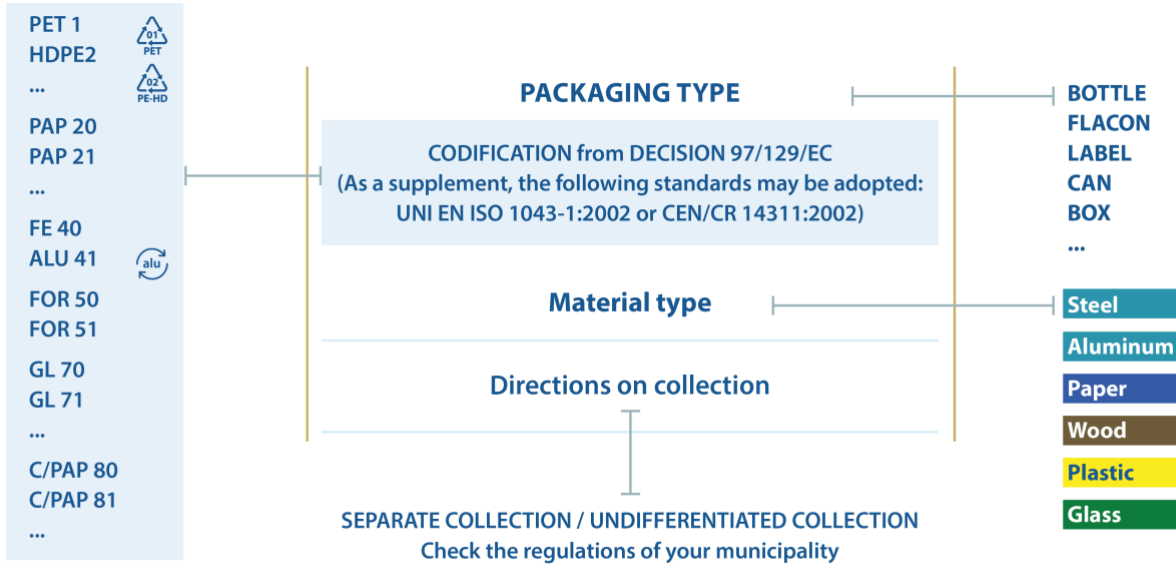 PET 1
HDPE2
...
PAP 20
PAP 21
...
FE 40
ALU 41
FOR 50
FOR 51
GL 70
GL 71
...
C/PAP 80
C/PAP 81
...
01
PET
02
PE-HD
alu
PACKAGING TYPE
CODIFICATION from DECISION 97/129/EC
(As a supplement, the following standards may be adopted:
UNI EN ISO 1043-1:2002 or CEN/CR 14311:2002)
Material type
Directions on collection
SEPARATE COLLECTION / UNDIFFERENTIATED COLLECTION
Check the regulations of your municipality
BOTTLE
FLACON
LABEL
CAN
BOX
...
Steel
Aluminum
Paper
Wood
Plastic
Glass